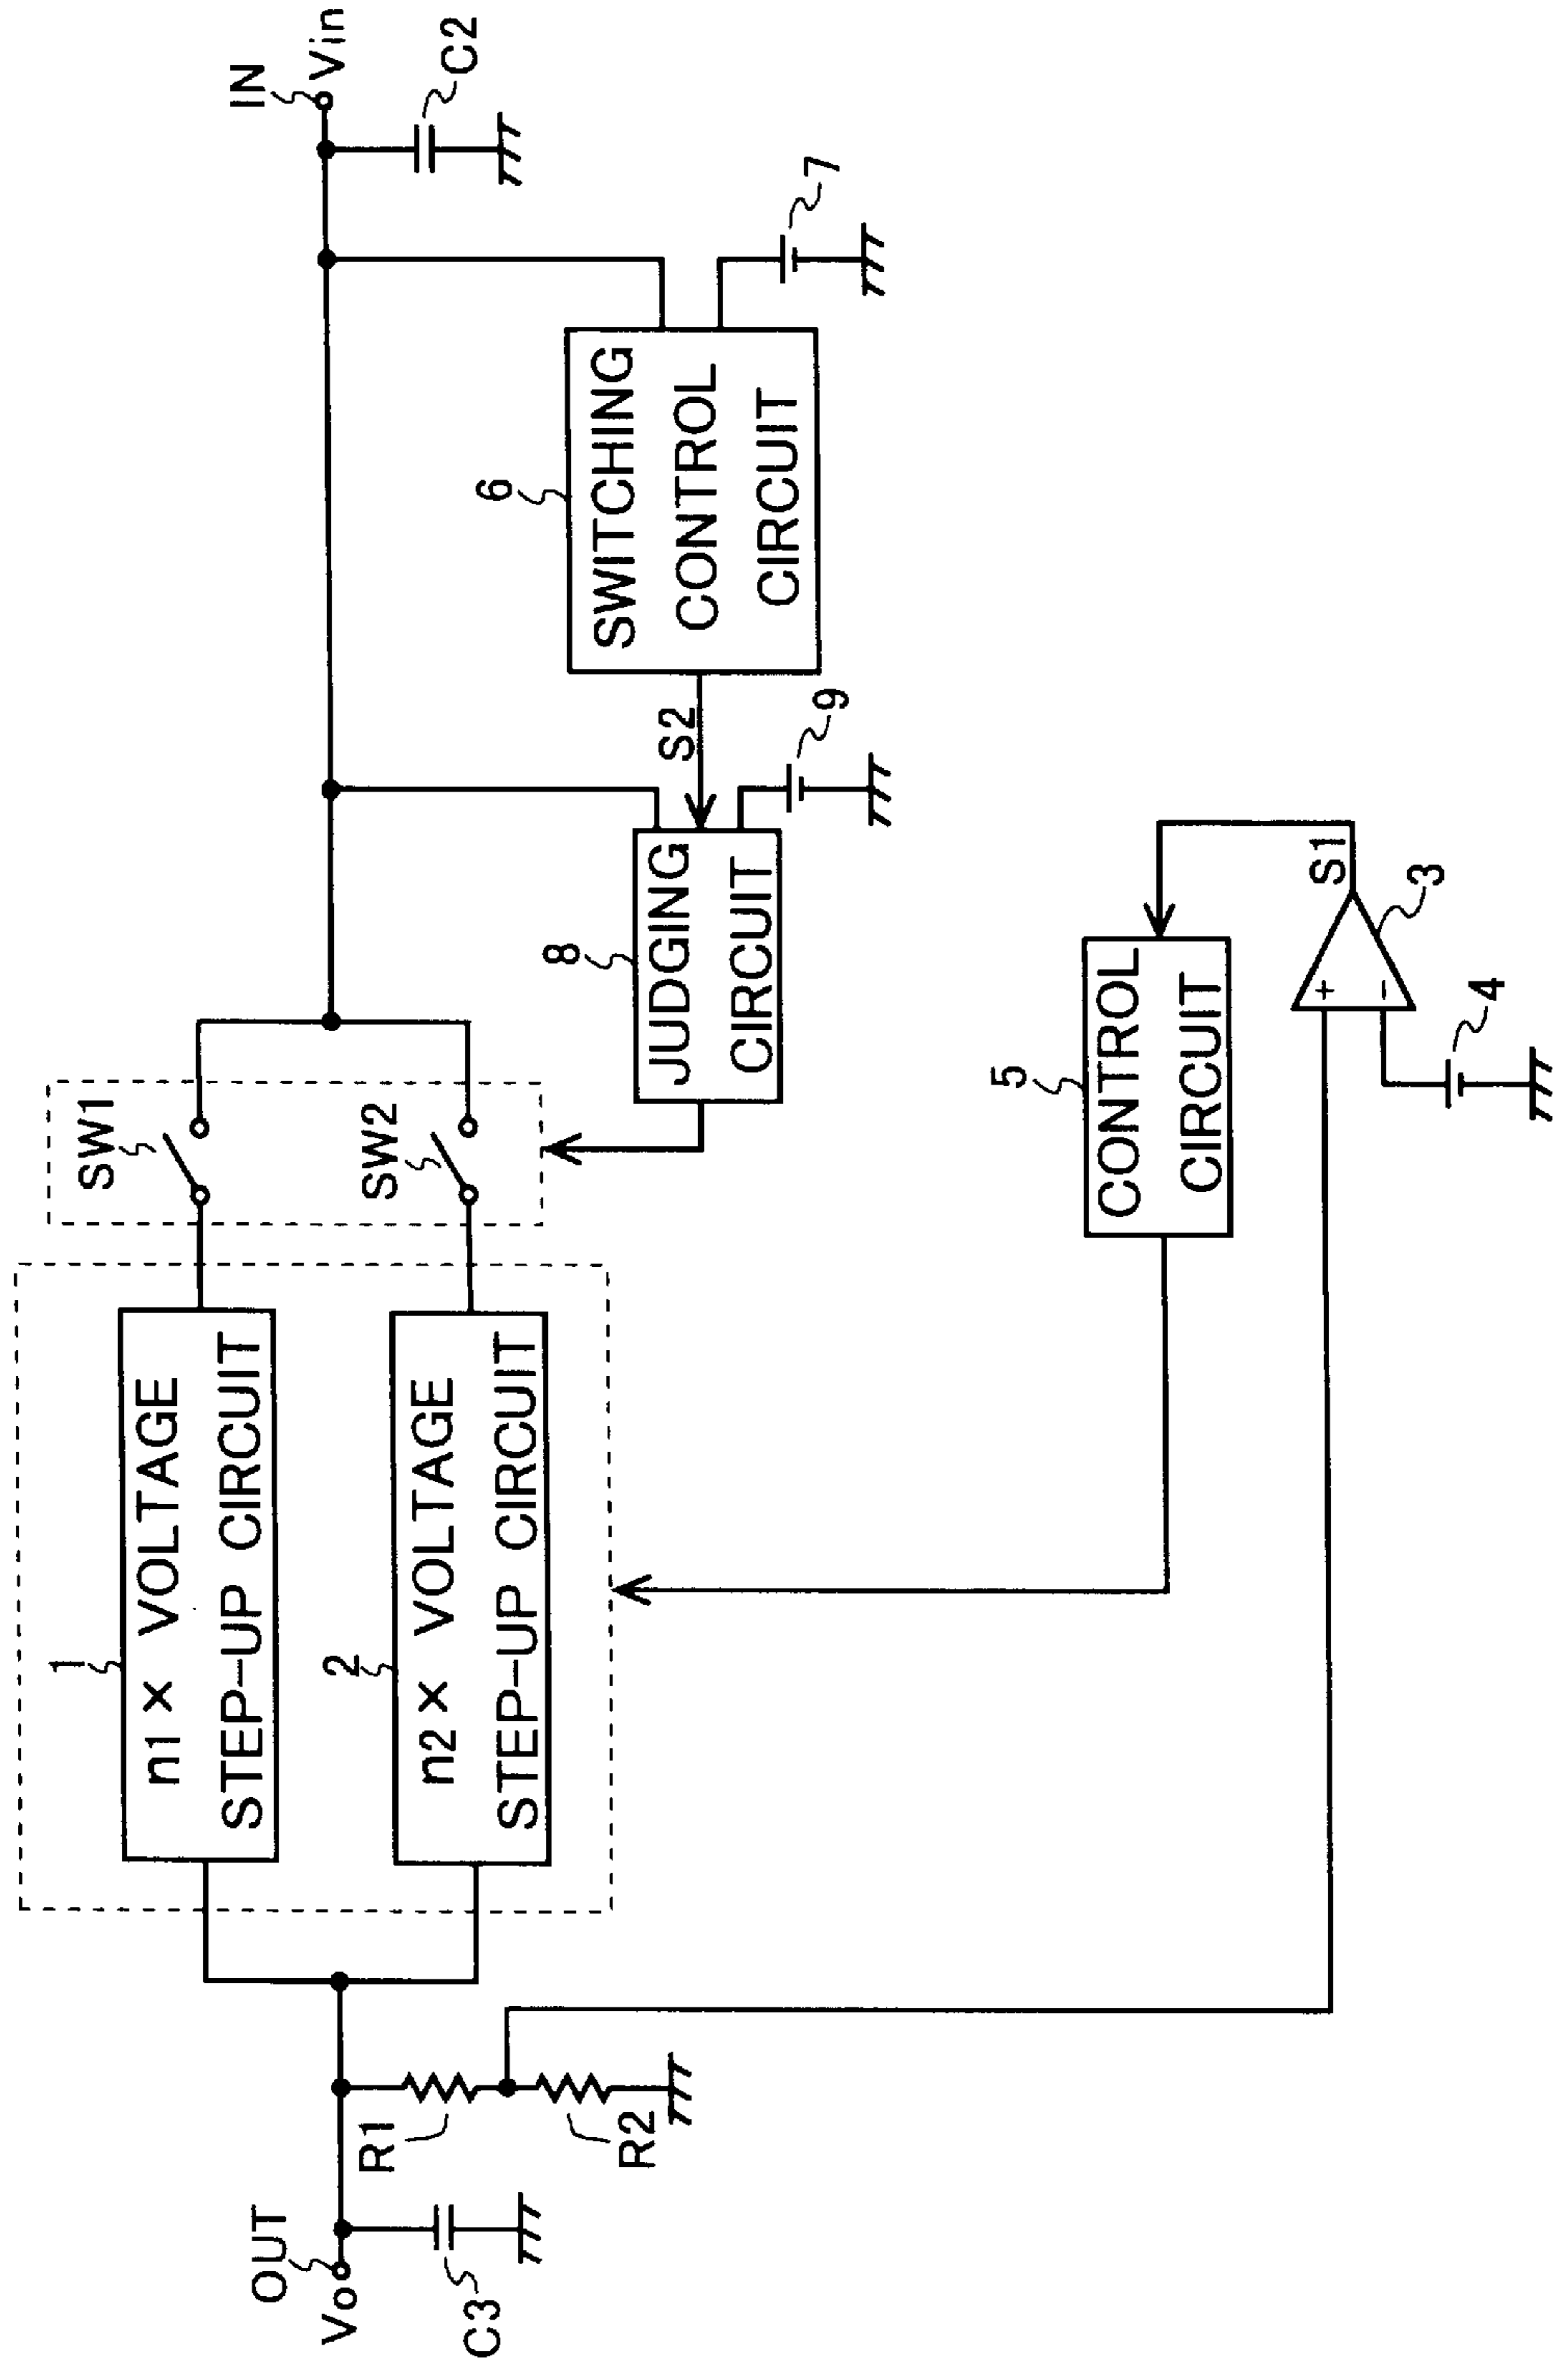 OUT
Vo
C3
R1
R2
1
n1 × VOLTAGE
STEP-UP CIRCUIT
2
n2 × VOLTAGE
STEP-UP CIRCUIT
SW1
SW2
8
JUDGING
CIRCUIT
S2
9
6
SWITCHING
CONTROL
CIRCUIT
7
IN
Vin
C2
5
CONTROL
CIRCUIT
S1
+
−
3
4